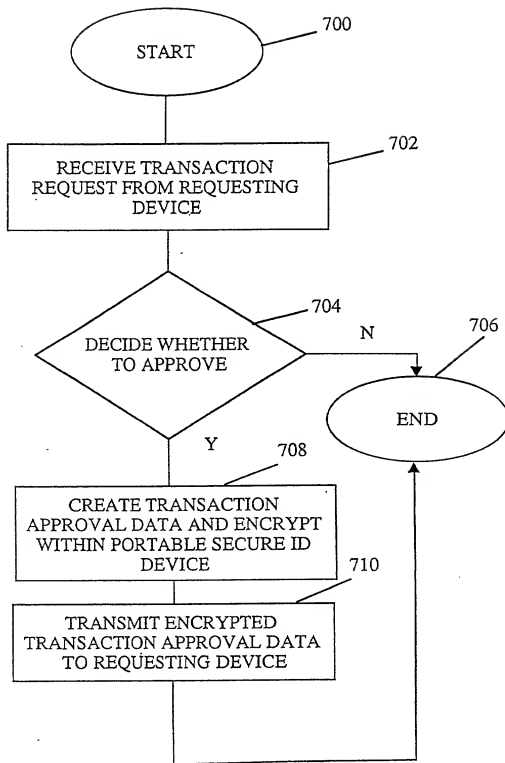 START
700
RECEIVE TRANSACTION
REQUEST FROM REQUESTING
DEVICE
702
DECIDE WHETHER
TO APPROVE
704
N
706
END
Y
708
CREATE TRANSACTION
APPROVAL DATA AND ENCRYPT
WITHIN PORTABLE SECURE ID
DEVICE
710
TRANSMIT ENCRYPTED
TRANSACTION APPROVAL DATA
TO REQUESTING DEVICE